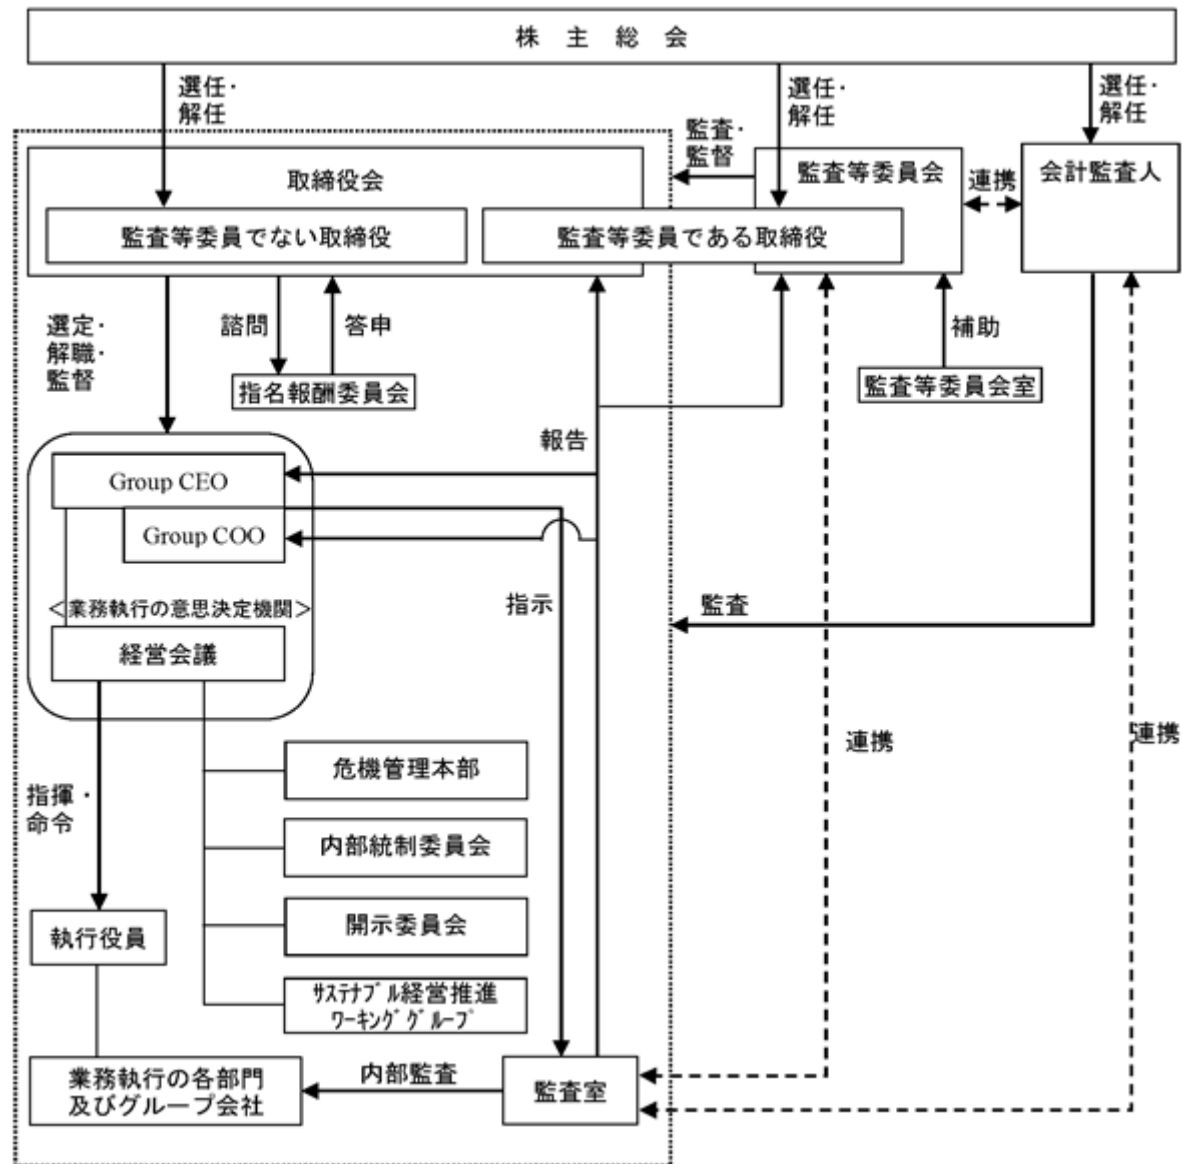 株 主 総 会
選任・
解任
選任・
解任
選任・
解任
監査・
監督
取締役会
監査等委員会
連携
会計監査人
監査等委員でない取締役
監査等委員である取締役
選定・
解職・
監督
諮問
答申
補助
指名報酬委員会
監査等委員会室
報告
Group CEO
Group COO
指示
監査
＜業務執行の意思決定機関＞
経営会議
連携
連携
危機管理本部
指揮・
命令
内部統制委員会
開示委員会
執行役員
ｻｽﾃﾅﾌﾞﾙ経営推進
ﾜｰｷﾝｸﾞｸﾞﾙｰﾌﾟ
業務執行の各部門
及びグループ会社
内部監査
監査室